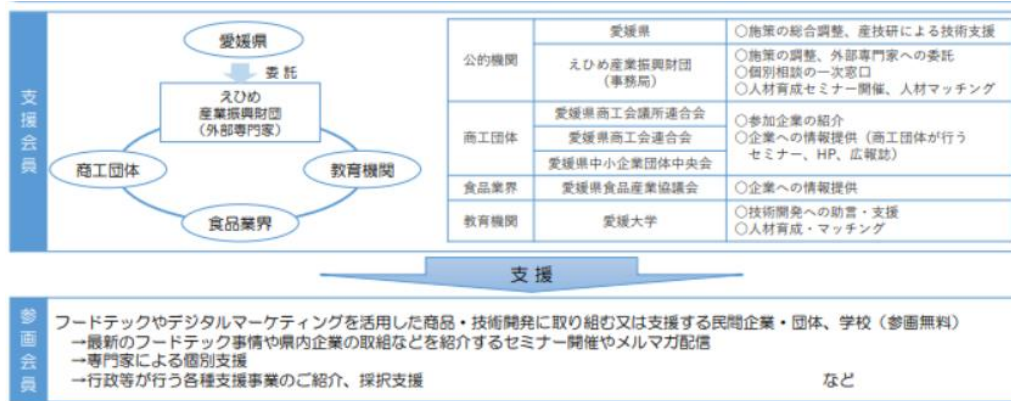 支援会員
愛媛県
委託
えひめ
産業振興財団
（外部専門家）
商工団体
教育機関
食品業界
公的機関
愛媛県
○施策の総合調整、産技研による技術支援
えひめ産業振興財団
（事務局）
○施策の調整、外部専門家への委託
○個別相談の一次窓口
○人材育成セミナー開催、人材マッチング
商工団体
愛媛県商工会議所連合会
愛媛県商工会連合会
愛媛県中小企業団体中央会
○参加企業の紹介
○企業への情報提供（商工団体が行う
セミナー、HP、広報誌）
食品業界
愛媛県食品産業協議会
○企業への情報提供
教育機関
愛媛大学
○技術開発への助言・支援
○人材育成・マッチング
支援
参画会員
フードテックやデジタルマーケティングを活用した商品・技術開発に取り組む又は支援する民間企業・団体、学校（参画無料）
→最新のフードテック事情や県内企業の取組などを紹介するセミナー開催やメルマガ配信
→専門家による個別支援
→行政等が行う各種支援事業のご紹介、採択支援
など